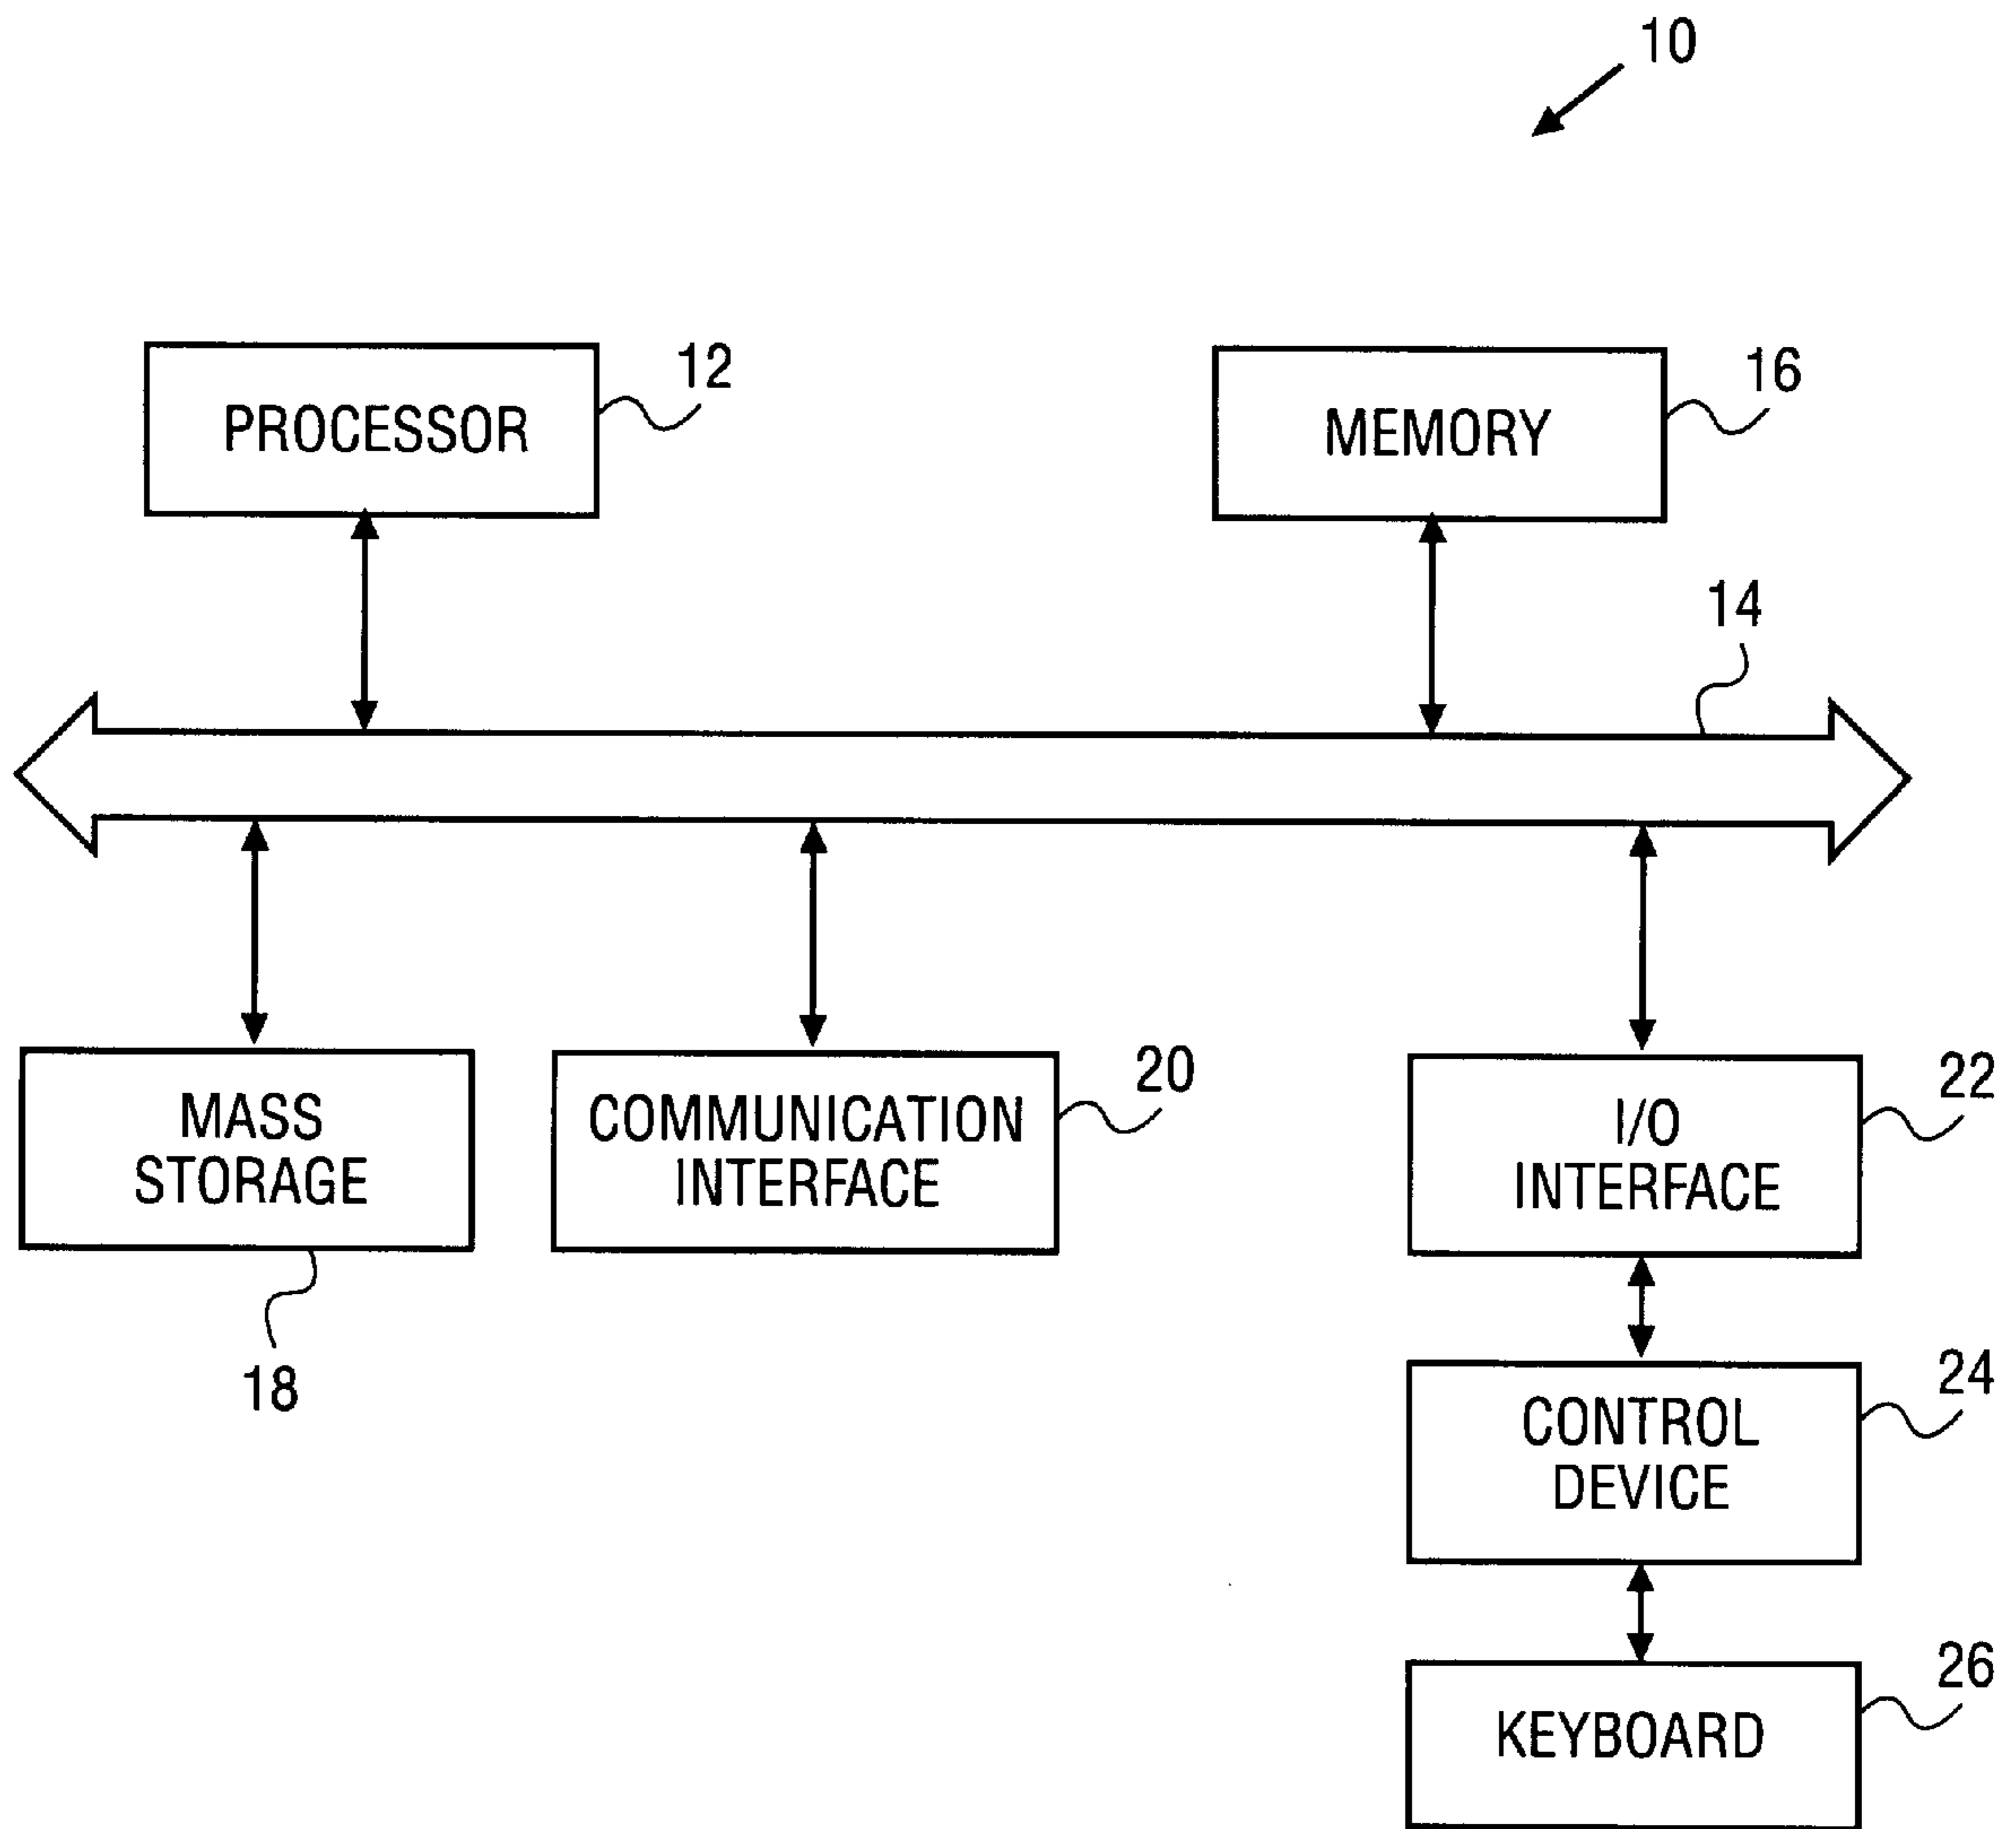 10
PROCESSOR
12
MEMORY
16
14
MASS
STORAGE
18
COMMUNICATION
INTERFACE
20
I/O
INTERFACE
22
CONTROL
DEVICE
24
KEYBOARD
26